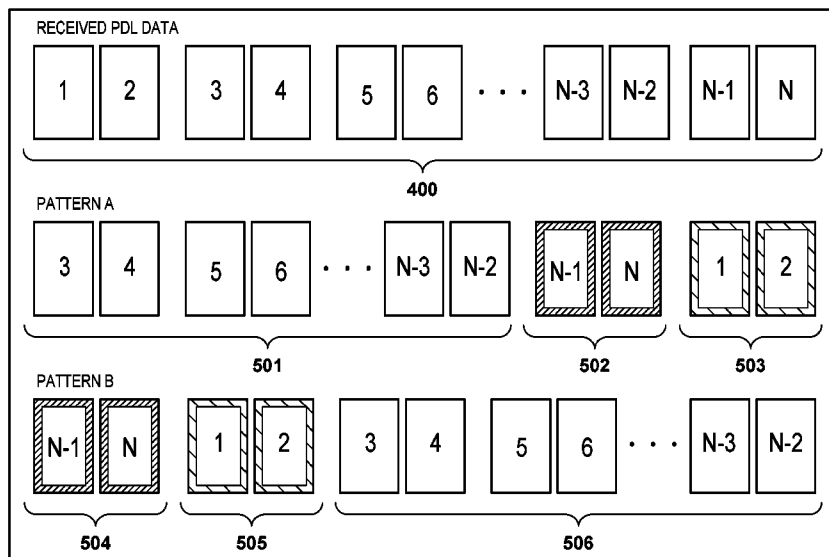 RECEIVED PDL DATA
1 2 3 4 5 6 · · · N-3 N-2 N-1 N
400
PATTERN A
3 4 5 6 · · · N-3 N-2 N-1 N 1 2
501 502 503
PATTERN B
N-1 N 1 2 3 4 5 6 · · · N-3 N-2
504 505 506